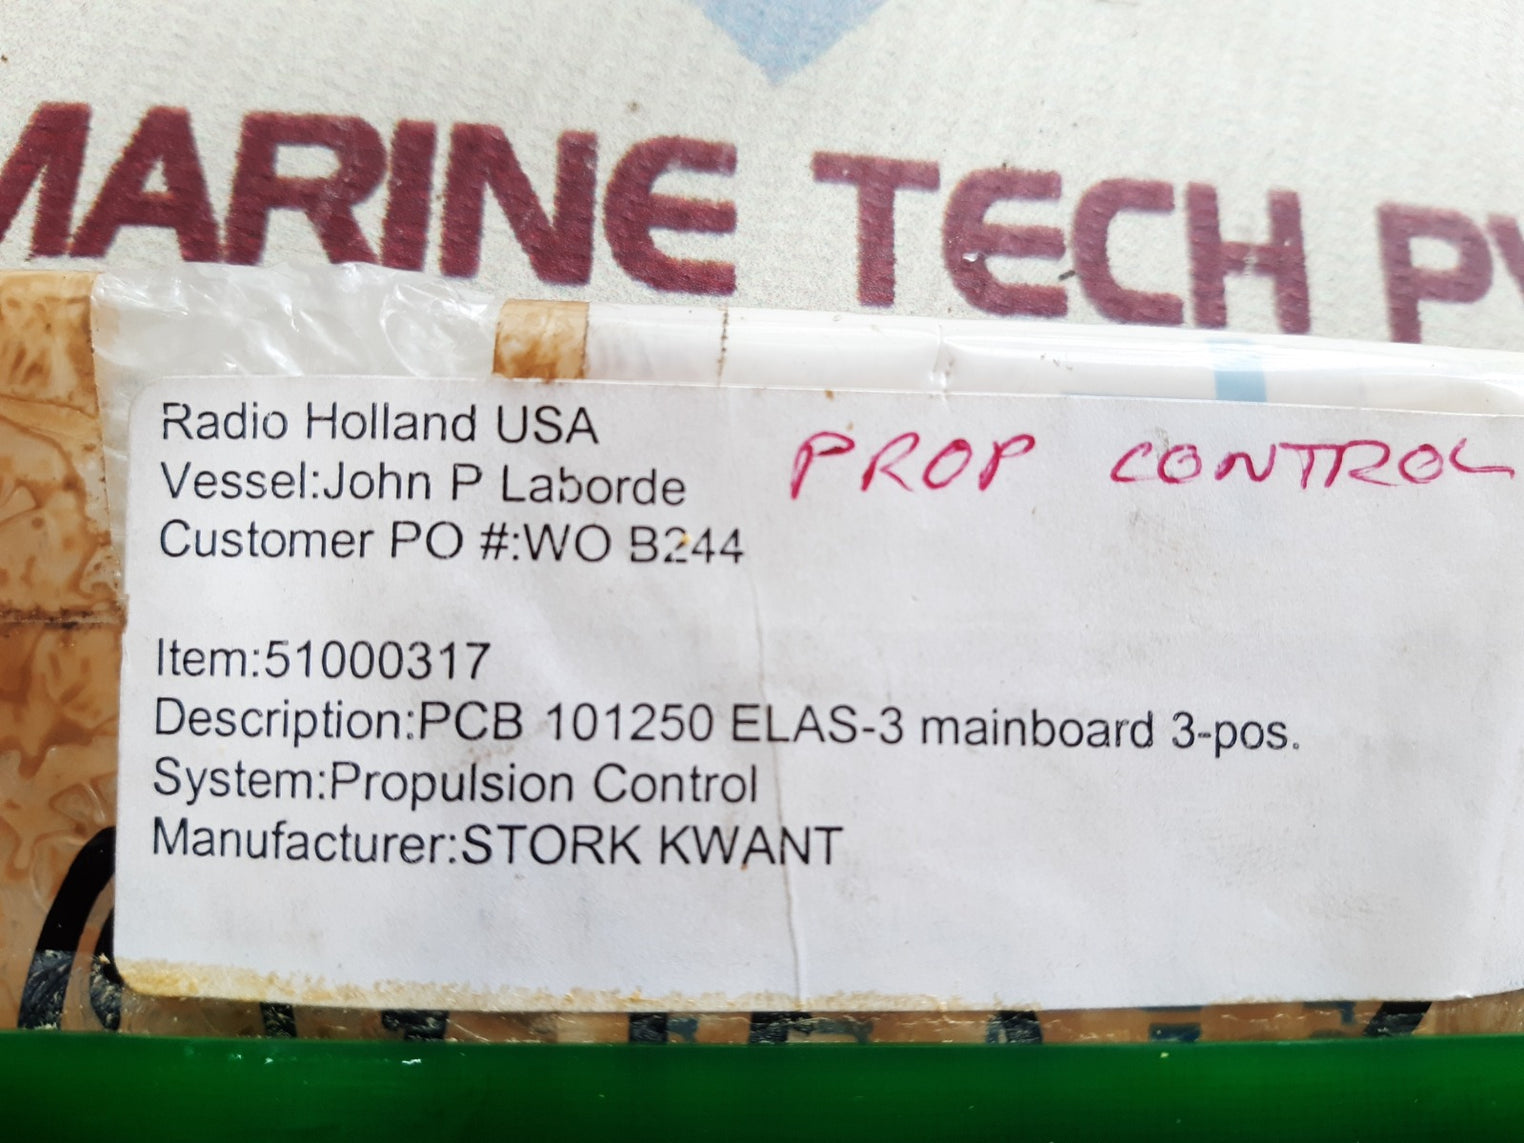 MARINE TECH PV
Radio Holland USA
PROP CONTROL
Vessel:John P Laborde
Customer PO #:WO B244
Item:51000317
Description:PCB 101250 ELAS-3 mainboard 3-pos.
System:Propulsion Control
Manufacturer:STORK KWANT